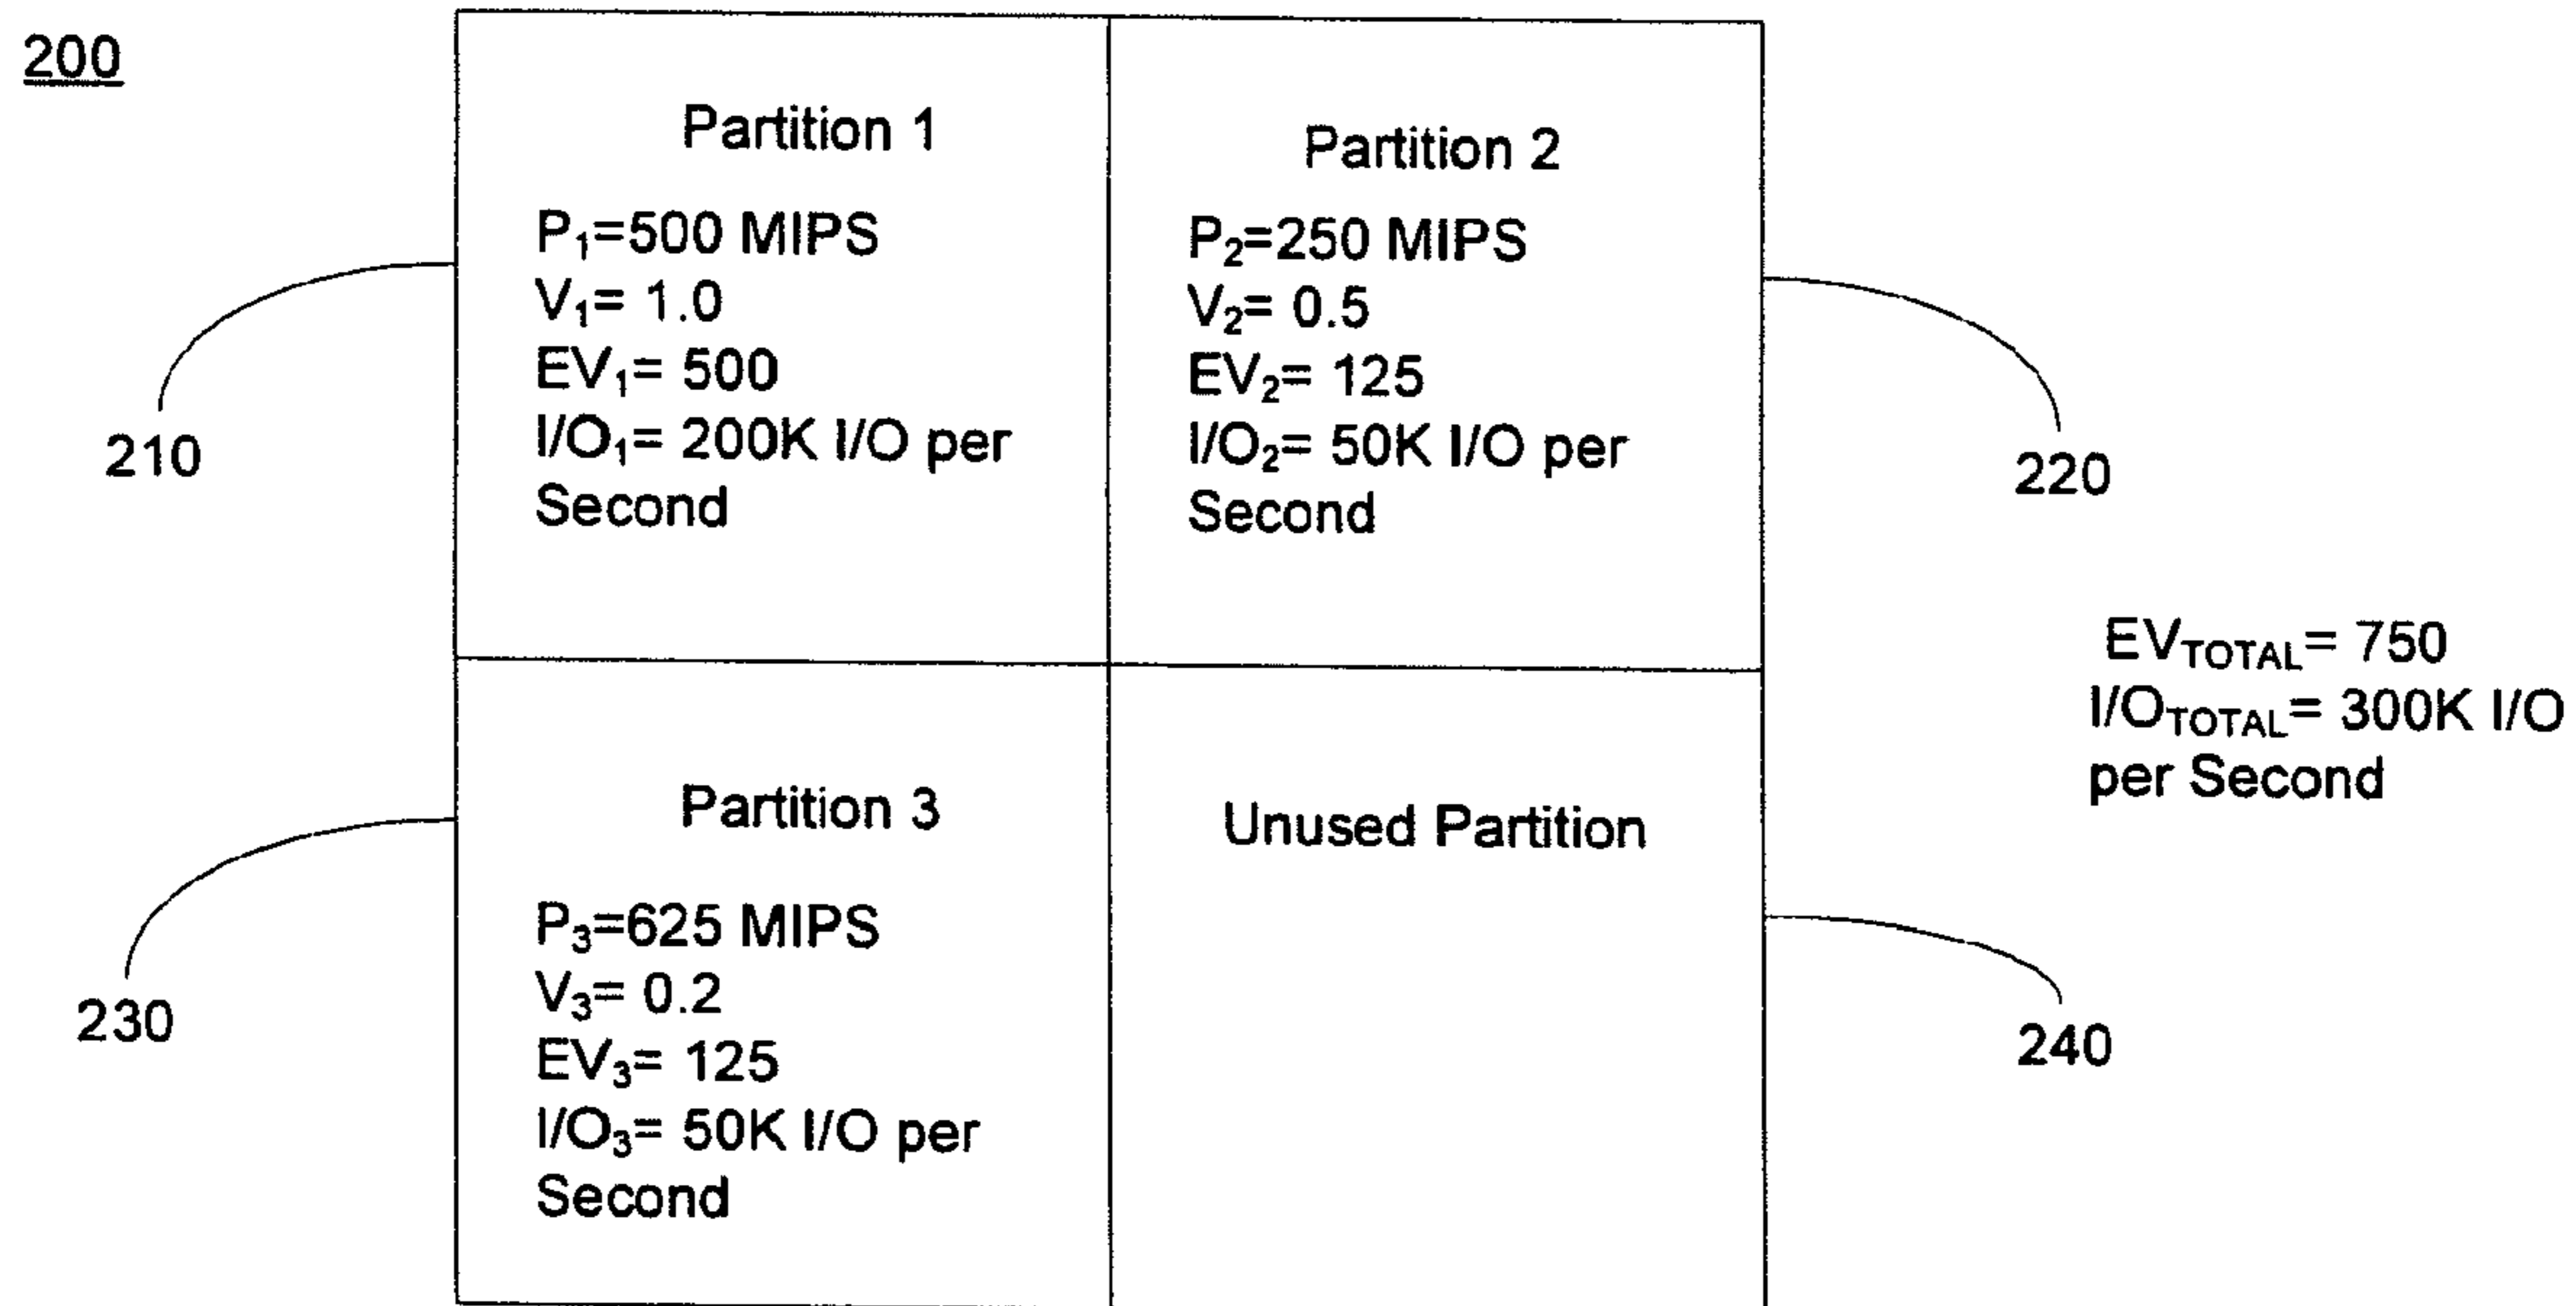 200
Partition 1
P₁=500 MIPS
V₁= 1.0
EV₁= 500
I/O₁= 200K I/O per
Second
210
Partition 2
P₂=250 MIPS
V₂= 0.5
EV₂= 125
I/O₂= 50K I/O per
Second
220
EVTOTAL= 750
I/OTOTAL= 300K I/O
per Second
Partition 3
P₃=625 MIPS
V₃= 0.2
EV₃= 125
I/O₃= 50K I/O per
Second
230
Unused Partition
240